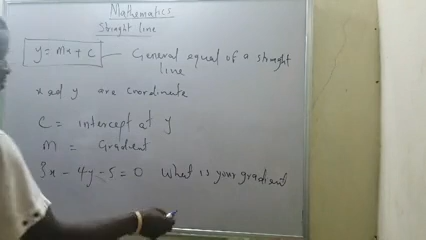 Mathematics
Straight line
y = mx + c General equal of a straight
line
x ad y are coordinate
C = intercept at y
M = Gradient
3x - 4y - 5 = 0 What is your gradient